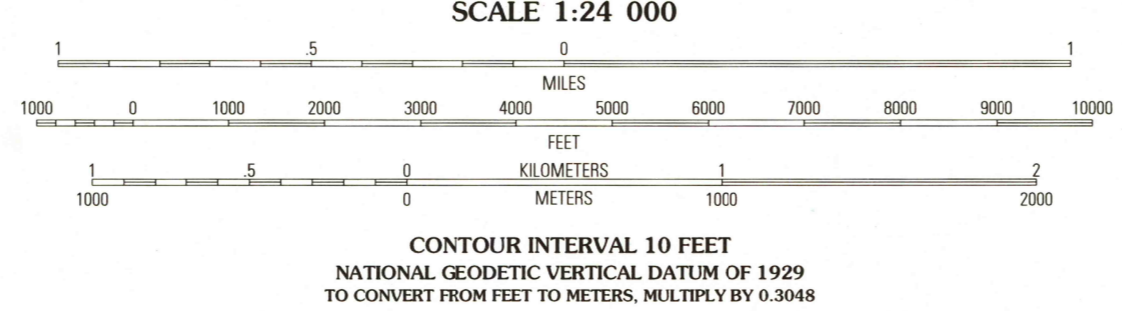 SCALE 1:24 000
1 .5 0 1
MILES
1000 0 1000 2000 3000 4000 5000 6000 7000 8000 9000 10000
FEET
1 .5 0 KILOMETERS 1 2
1000 0 METERS 1000 2000
CONTOUR INTERVAL 10 FEET
NATIONAL GEODETIC VERTICAL DATUM OF 1929
TO CONVERT FROM FEET TO METERS, MULTIPLY BY 0.3048